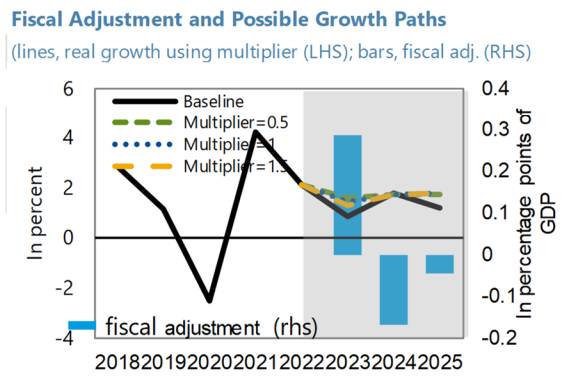 Fiscal Adjustment and Possible Growth Paths
(lines, real growth using multiplier (LHS); bars, fiscal adj. (RHS)
6
4
2
0
-2
-4
In percent
Baseline
Multiplier=0.5
Multiplier=1
Multiplier=1.5
fiscal adjustment (rhs)
0.4
0.3
0.2
0.1
0
-0.1
-0.2
In percentage points of
GDP
2018 2019 2020 2021 2022 2023 2024 2025